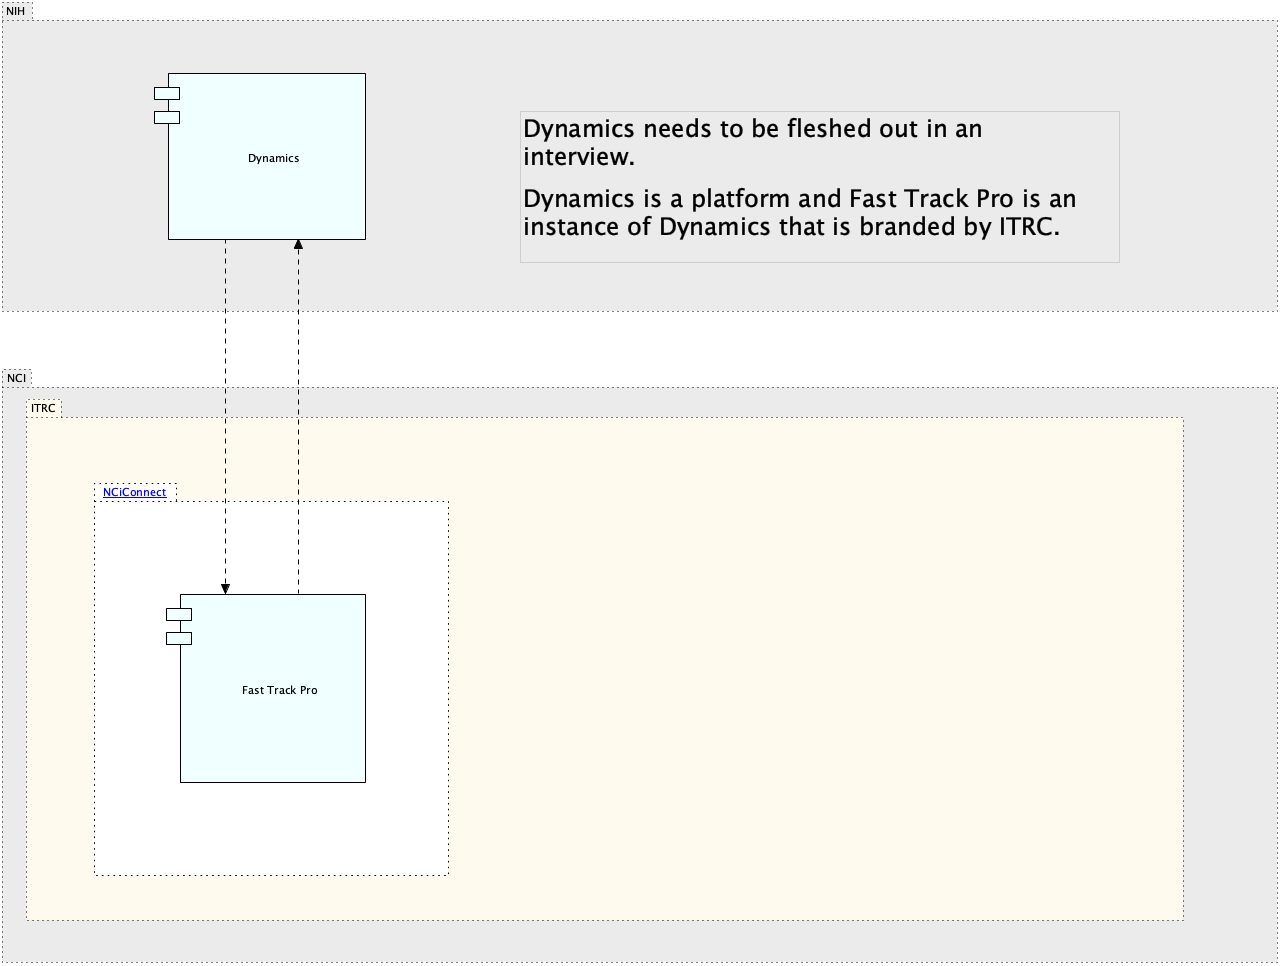 NIH
Dynamics
Dynamics needs to be fleshed out in an
interview.
Dynamics is a platform and Fast Track Pro is an
instance of Dynamics that is branded by ITRC.
NCI
ITRC
NCiConnect
Fast Track Pro